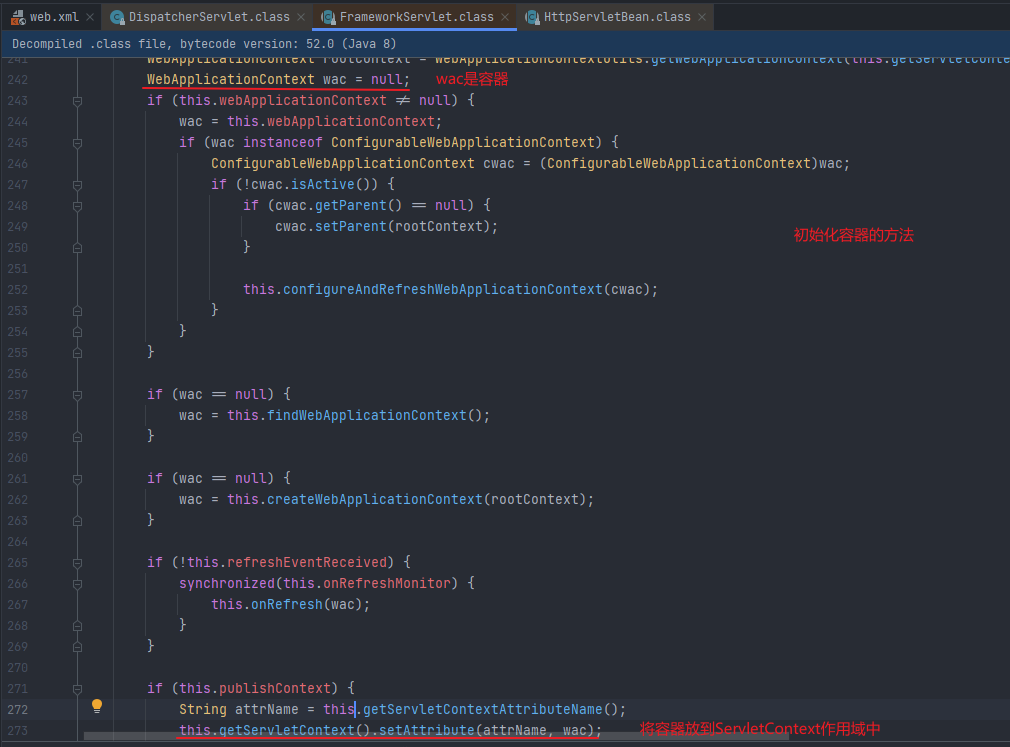 web.xml DispatcherServlet.class FrameworkServlet.class HttpServletBean.class
Decompiled .class file, bytecode version: 52.0 (Java 8)
241 WebApplicationContext rootContext = WebApplicationContextUtils.getWebApplicationContext(this.getServletConte
242 WebApplicationContext wac = null; wac是容器
243 if (this.webApplicationContext ≠ null) {
244 wac = this.webApplicationContext;
245 if (wac instanceof ConfigurableWebApplicationContext) {
246 ConfigurableWebApplicationContext cwac = (ConfigurableWebApplicationContext)wac;
247 if (!cwac.isActive()) {
248 if (cwac.getParent() == null) {
249 cwac.setParent(rootContext);
初始化容器的方法
250 }
251
252 this.configureAndRefreshWebApplicationContext(cwac);
253 }
254 }
255 }
256
257 if (wac == null) {
258 wac = this.findWebApplicationContext();
259 }
260
261 if (wac == null) {
262 wac = this.createWebApplicationContext(rootContext);
263 }
264
265 if (!this.refreshEventReceived) {
266 synchronized(this.onRefreshMonitor) {
267 this.onRefresh(wac);
268 }
269 }
270
271 if (this.publishContext) {
272 String attrName = this.getServletContextAttributeName();
273 this.getServletContext().setAttribute(attrName, wac); 将容器放到ServletContext作用域中